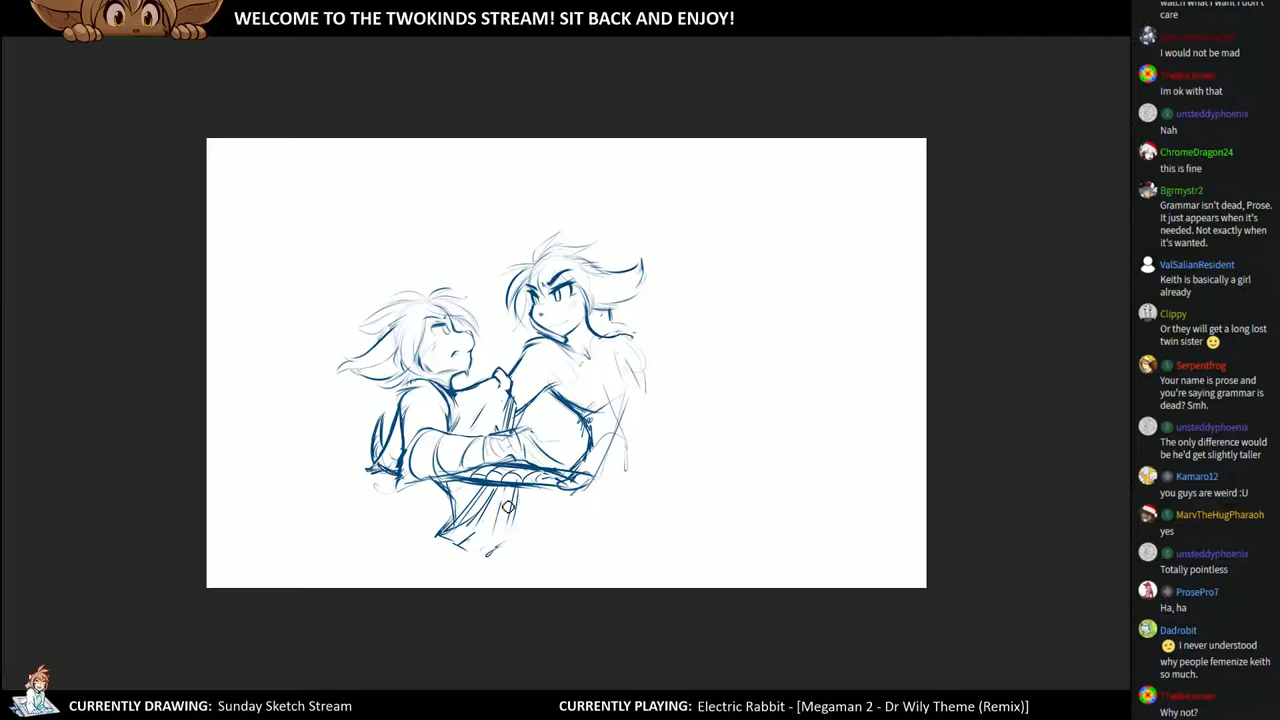 WELCOME TO THE TWOKINDS STREAM! SIT BACK AND ENJOY!
watch what I want I don't
care
I would not be mad
Im ok with that
unsteddyphoenix
Nah
ChromeDragon24
this is fine
Bgrmystr2
Grammar isn't dead, Prose.
It just appears when it's
needed. Not exactly when
it's wanted.
ValSalianResident
Keith is basically a girl
already
Clippy
Or they will get a long lost
twin sister
Serpentfrog
Your name is prose and
you're saying grammar is
dead? Smh.
unsteddyphoenix
The only difference would
be he'd get slightly taller
Kamaro12
you guys are weird :U
MarvTheHugPharaoh
yes
unsteddyphoenix
Totally pointless
ProsePro7
Ha, ha
Dadrobit
I never understood
why people femenize keith
so much.
Why not?
CURRENTLY DRAWING: Sunday Sketch Stream
CURRENTLY PLAYING: Electric Rabbit - [Megaman 2 - Dr Wily Theme (Remix)]